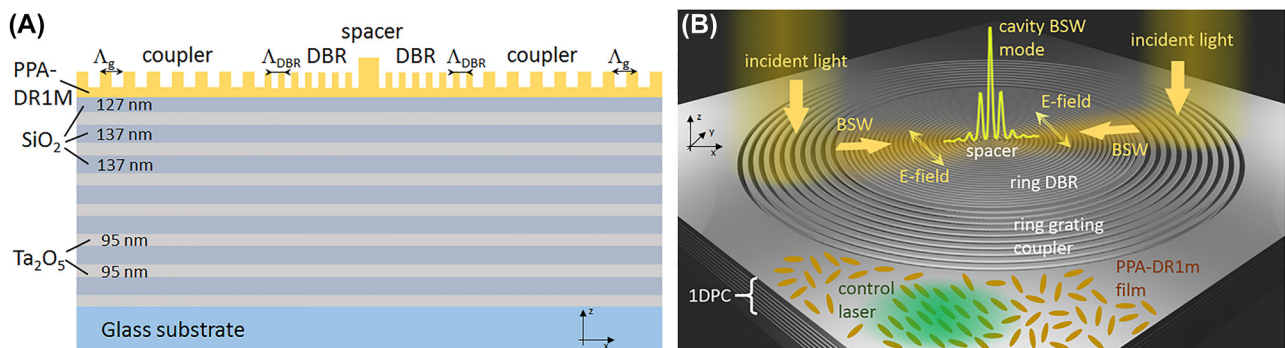 (A)
spacer
Λg
coupler
ΛDBR
DBR
DBR
ΛDBR
coupler
Λg
PPA-
DR1M
127 nm
SiO2
137 nm
137 nm
Ta2O5
95 nm
95 nm
Glass substrate
z
x
(B)
cavity BSW
mode
incident light
incident light
E-field
z
y
x
BSW
BSW
spacer
E-field
ring DBR
ring grating
coupler
PPA-DR1m
film
control
laser
1DPC